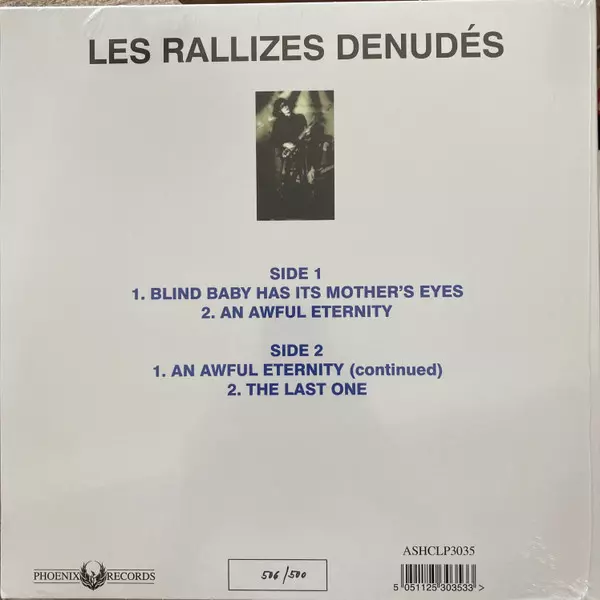 LES RALLIZES DENUDÉS
SIDE 1
1. BLIND BABY HAS ITS MOTHER'S EYES
2. AN AWFUL ETERNITY
SIDE 2
1. AN AWFUL ETERNITY (continued)
2. THE LAST ONE
ASHCLP3035
PHOENIX RECORDS
506/500
5 051125 303533 >